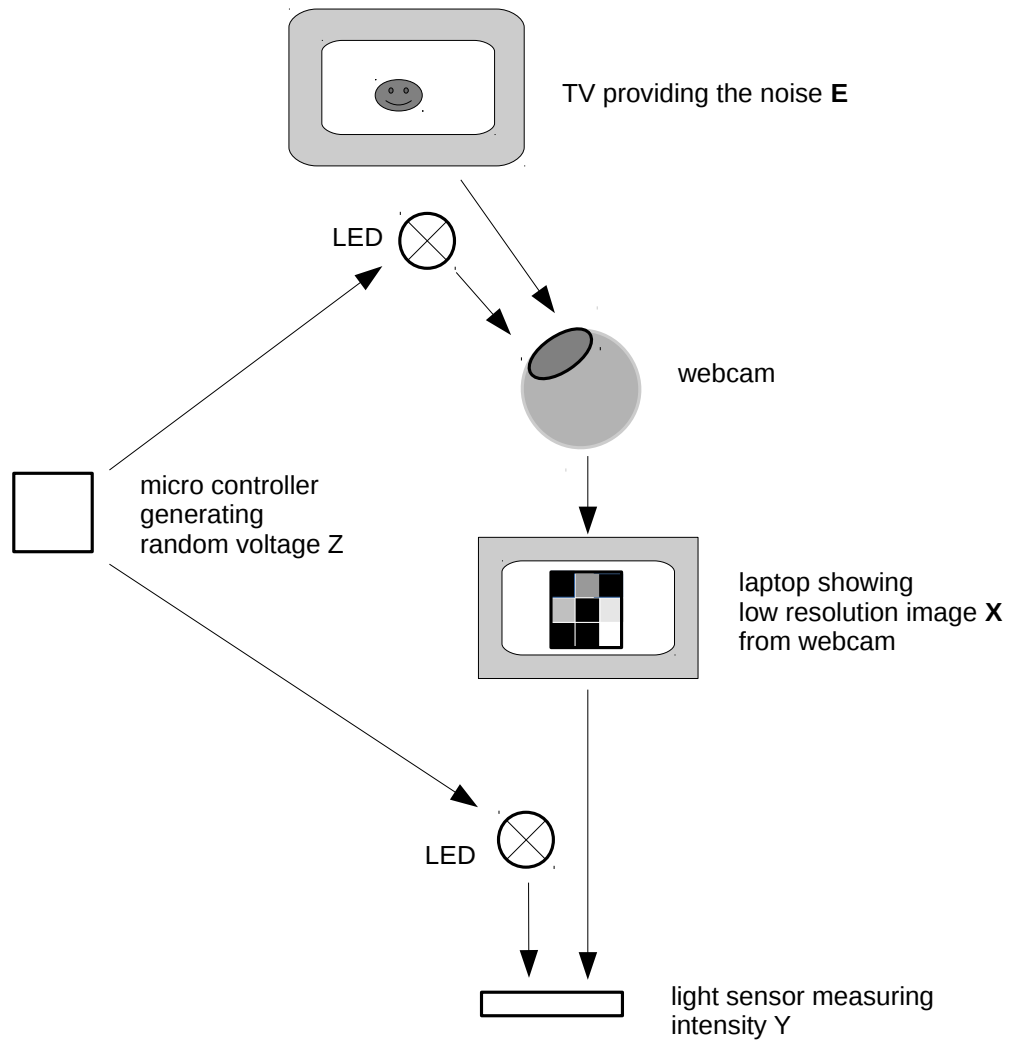 TV providing the noise E
LED
webcam
micro controller
generating
random voltage Z
laptop showing
low resolution image X
from webcam
LED
light sensor measuring
intensity Y